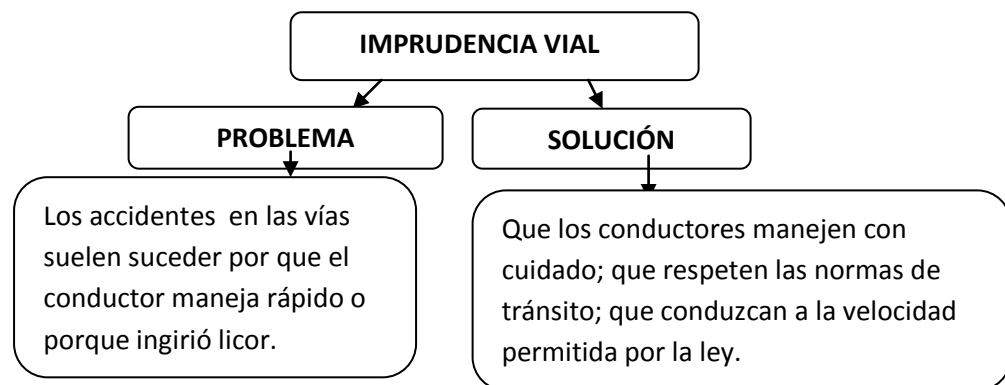 IMPRUDENCIA VIAL
PROBLEMA
SOLUCIÓN
Los accidentes en las vías
suelen suceder por que el
conductor maneja rápido o
porque ingirió licor.
Que los conductores manejen con
cuidado; que respeten las normas de
tránsito; que conduzcan a la velocidad
permitida por la ley.